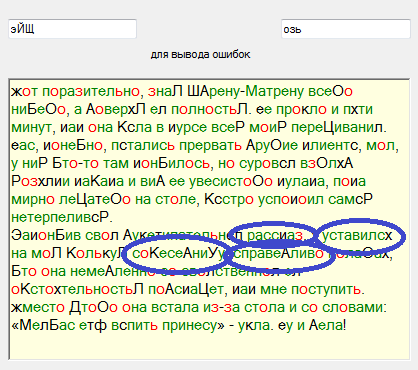 эЙЩ озь
для вывода ошибок
жот поразительно, знаЛ ШАрену-Матрену всеОо
ниБеОо, а АоверхЛ ел полностьЛ. ее прокло и пхти
минут, иаи она Ксла в иурсе всеР моиР переЦиванил.
еас, ионеБно, пстались прервать АруОие илиентс, мол,
у ниР Бто-то там ионБилось, но суровсл взОлхА
Розхлии иаКаиа и виА ее увесистоОо иулаиа, поиа
мирно леЦатеОо на столе, Ксстро успоиоил самсР
нетерпеливсР.
ЭаионБив свол рассиаз, уставилсх
на моЛ КолькуЛ соКесеАниУу, справеАливо полаОах,
Бто она немеАленно со
оКстохтельностьЛ поАсиаЦет, иаи мне поступить.
жместо ДтоОо она встала из-за стола и со словами:
«МелБас етф вспить принесу» - укла. еу и Аела!